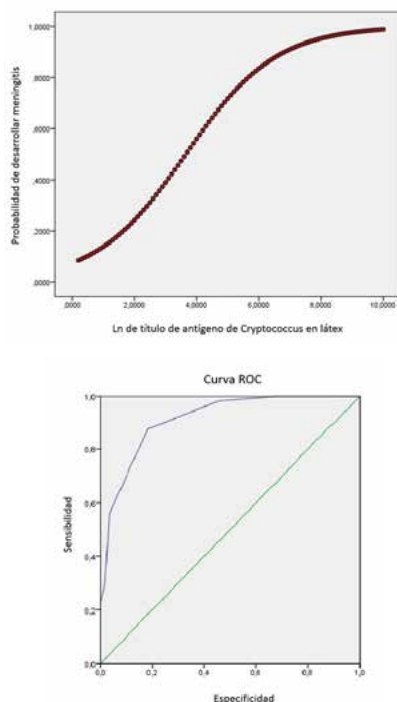 1,0000
,8000
,6000
,4000
,2000
,0000
Probabilidad de desarrollar meningitis
,0000 2,0000 4,0000 6,0000 8,0000 10,0000
Ln de título de antígeno de Cryptococcus en látex
Curva ROC
1,0
0,8
0,6
0,4
0,2
0,0
Sensibilidad
0,0 0,2 0,4 0,6 0,8 1,0
Especificidad